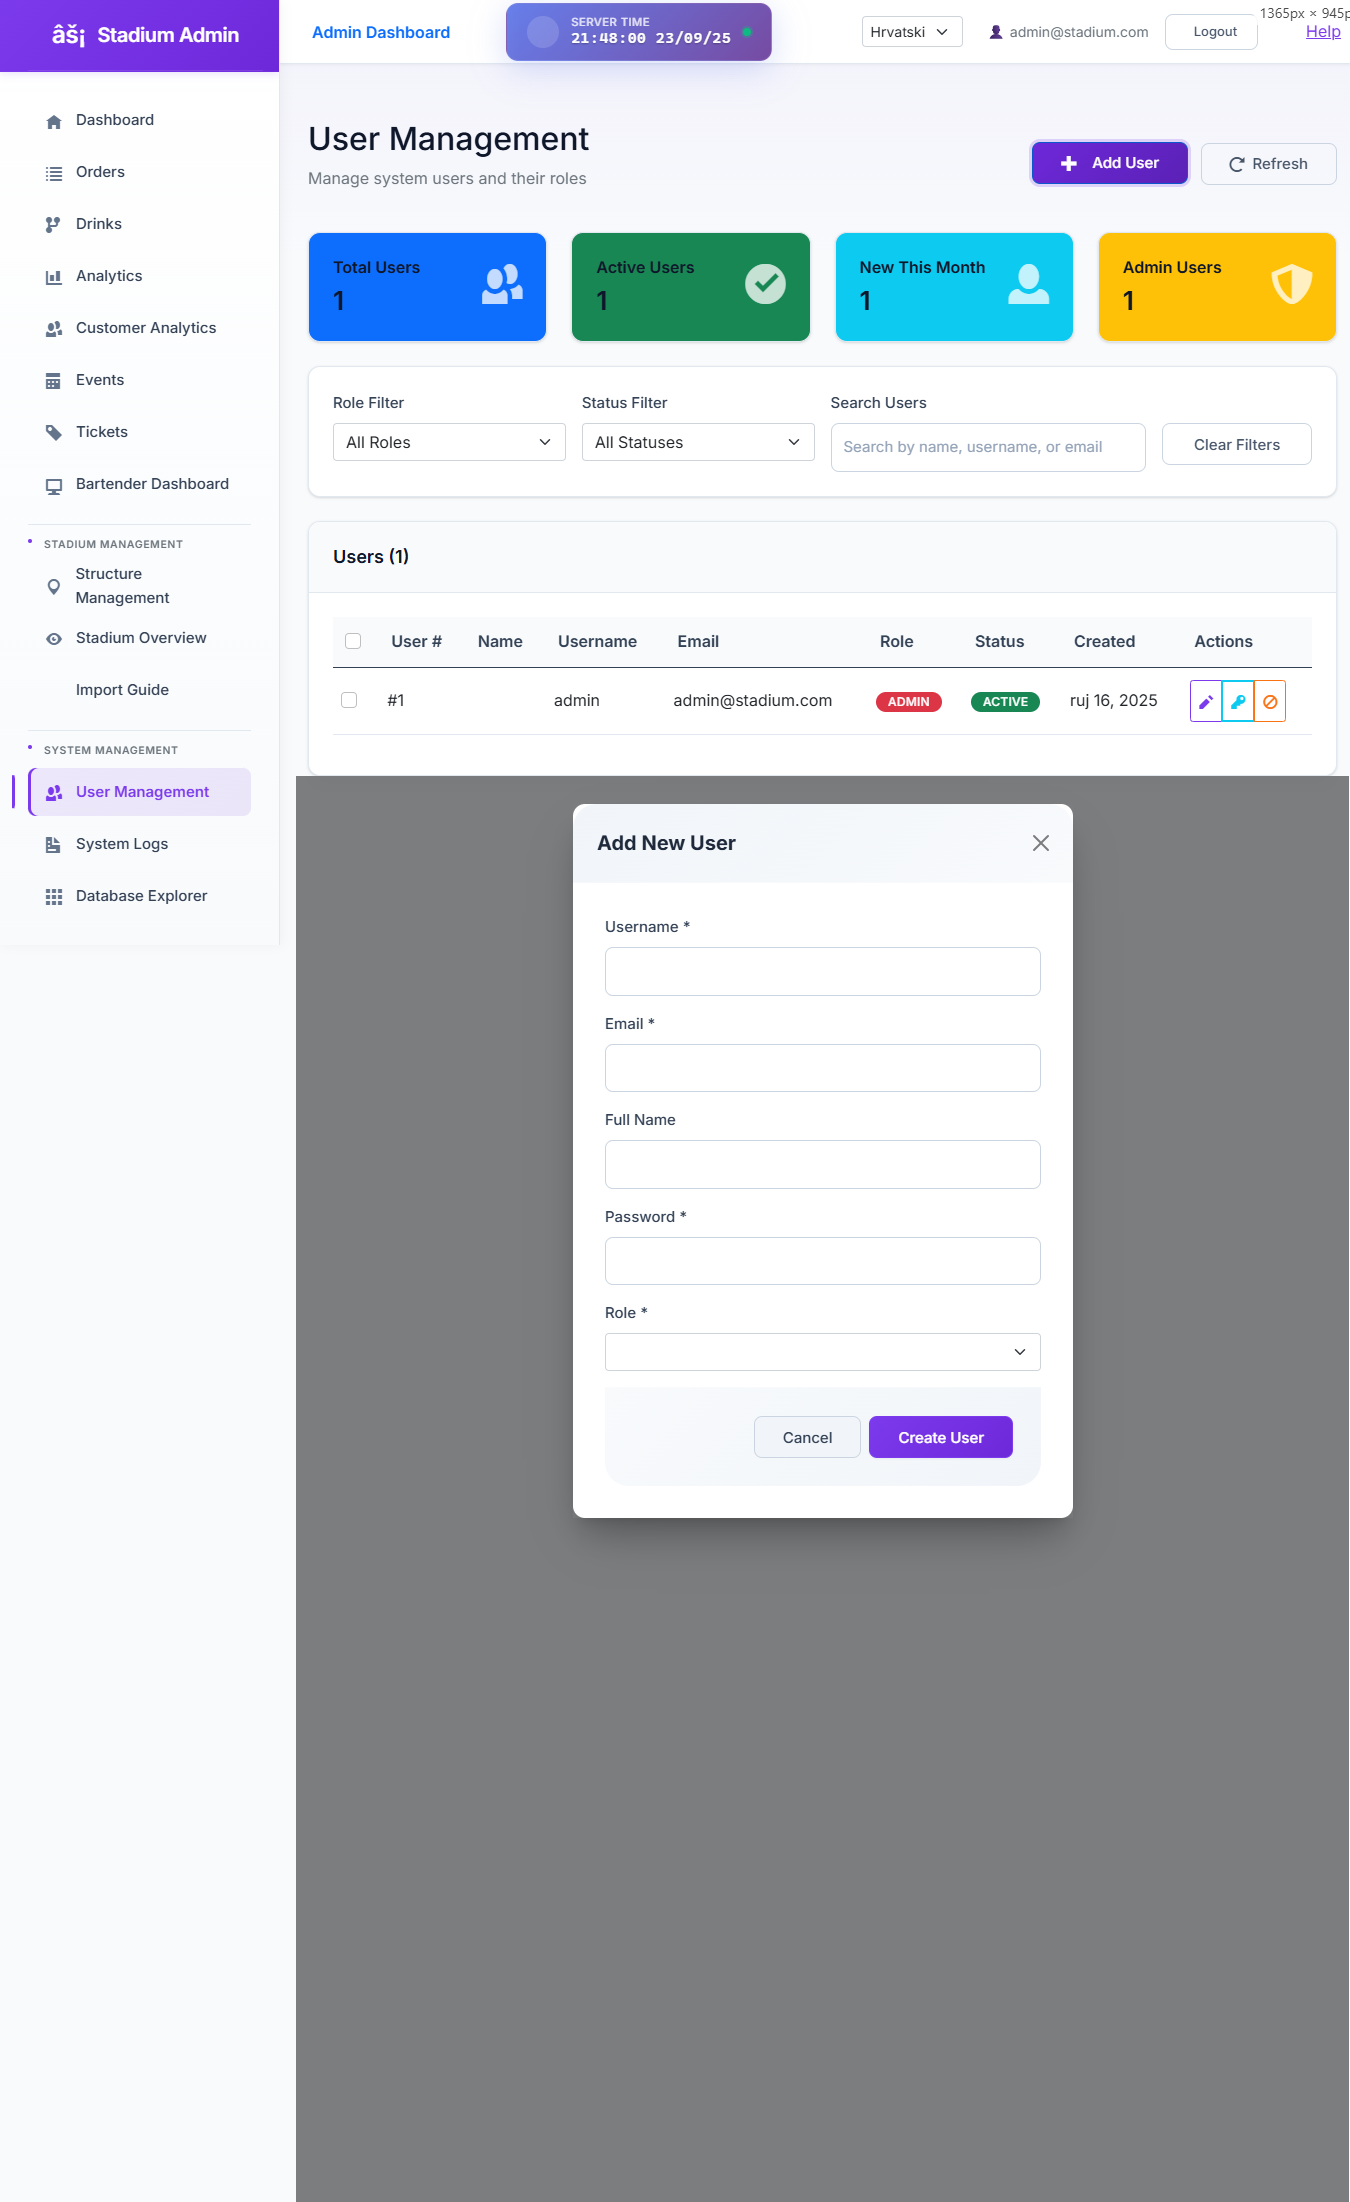 âš¡ Stadium Admin
Dashboard
Orders
Drinks
Analytics
Customer Analytics
Events
Tickets
Bartender Dashboard
STADIUM MANAGEMENT
Structure
Management
Stadium Overview
Import Guide
SYSTEM MANAGEMENT
User Management
System Logs
Database Explorer
Admin Dashboard
SERVER TIME
21:48:00 23/09/25
Hrvatski
admin@stadium.com
Logout
1365px × 945p
Help
User Management
Manage system users and their roles
Add User
Refresh
Total Users
1
Active Users
1
New This Month
1
Admin Users
1
Role Filter
All Roles
Status Filter
All Statuses
Search Users
Search by name, username, or email
Clear Filters
Users (1)
User # Name Username Email Role Status Created Actions
#1 admin admin@stadium.com ADMIN ACTIVE ruj 16, 2025
Add New User
Username *
Email *
Full Name
Password *
Role *
Cancel
Create User